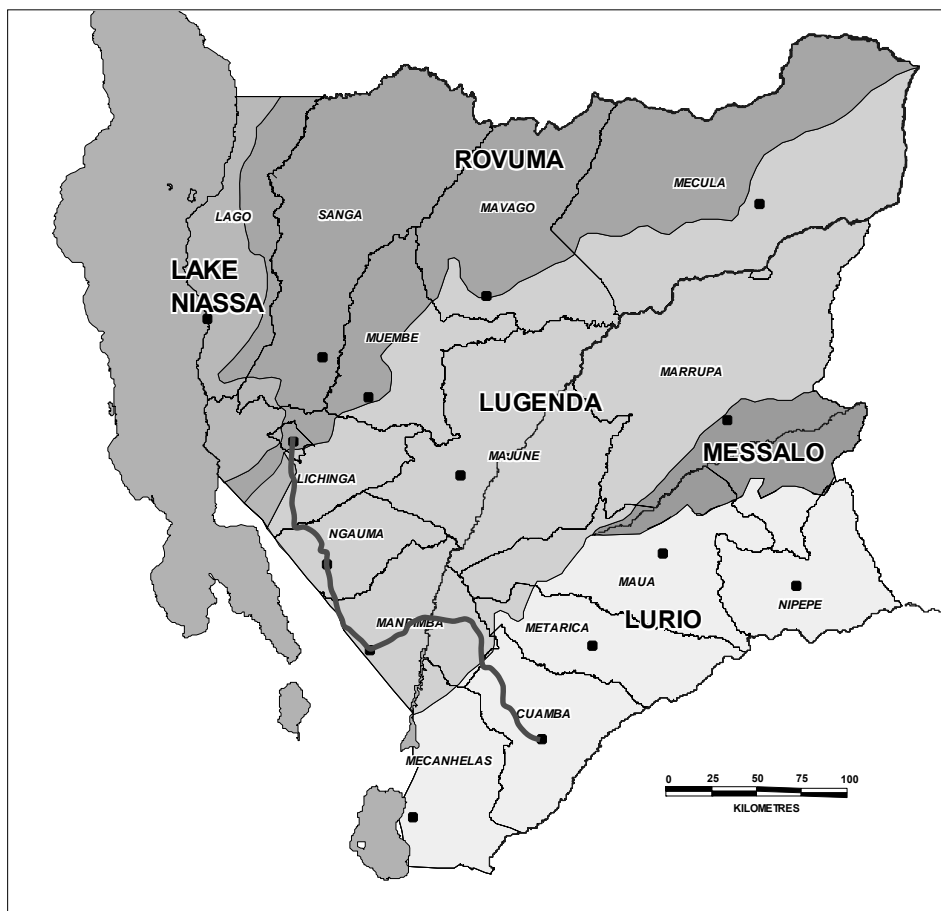 ROVUMA
MECULA
MAVAGO
LAGO
SANGA
LAKE
NIASSA
MUEMBE
MARRUPA
LUGENDA
MESSALO
MAJUNE
LICHINGA
NGAUMA
MAUA
NIPEPE
LURIO
MANDIMBA
METARICA
CUAMBA
MECANHELAS
0 25 50 75 100
KILOMETRES